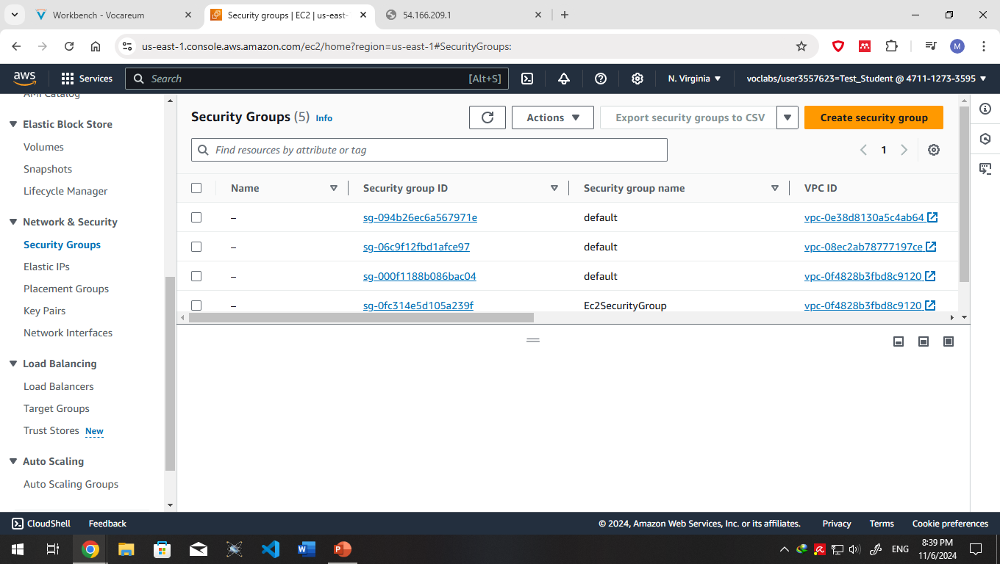 Workbench - Vocareum
Security groups | EC2 | us-east-
54.166.209.1
us-east-1.console.aws.amazon.com/ec2/home?region=us-east-1#SecurityGroups:
M
aws
Services
Search
[Alt+S]
N. Virginia
voclabs/user3557623=Test_Student @ 4711-1273-3595
AMI Catalog
Elastic Block Store
Volumes
Snapshots
Lifecycle Manager
Network & Security
Security Groups
Elastic IPs
Placement Groups
Key Pairs
Network Interfaces
Load Balancing
Load Balancers
Target Groups
Trust Stores New
Auto Scaling
Auto Scaling Groups
Security Groups (5) Info
Actions
Export security groups to CSV
Create security group
Find resources by attribute or tag
1
Name Security group ID Security group name VPC ID
– sg-094b26ec6a567971e default vpc-0e38d8130a5c4ab64
– sg-06c9f12fbd1afce97 default vpc-08ec2ab78777197ce
– sg-000f1188b086bac04 default vpc-0f4828b3fbd8c9120
– sg-0fc314e5d105a239f Ec2SecurityGroup vpc-0f4828b3fbd8c9120
CloudShell Feedback
© 2024, Amazon Web Services, Inc. or its affiliates. Privacy Terms Cookie preferences
ENG
8:39 PM
11/6/2024